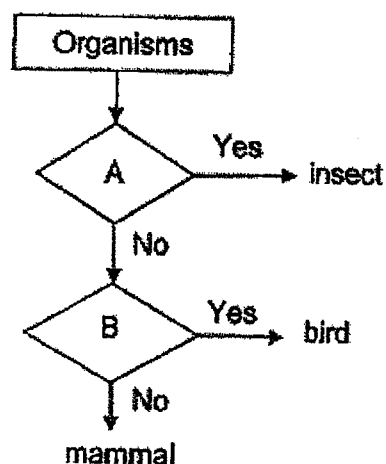 Organisms
A
Yes
insect
No
B
Yes
bird
No
mammal